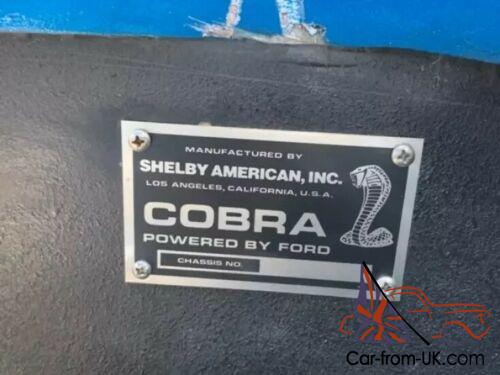 MANUFACTURED BY
SHELBY AMERICAN, INC.
LOS ANGELES, CALIFORNIA, U.S.A.
COBRA
POWERED BY FORD
CHASSIS NO.
Car-from-UK.com